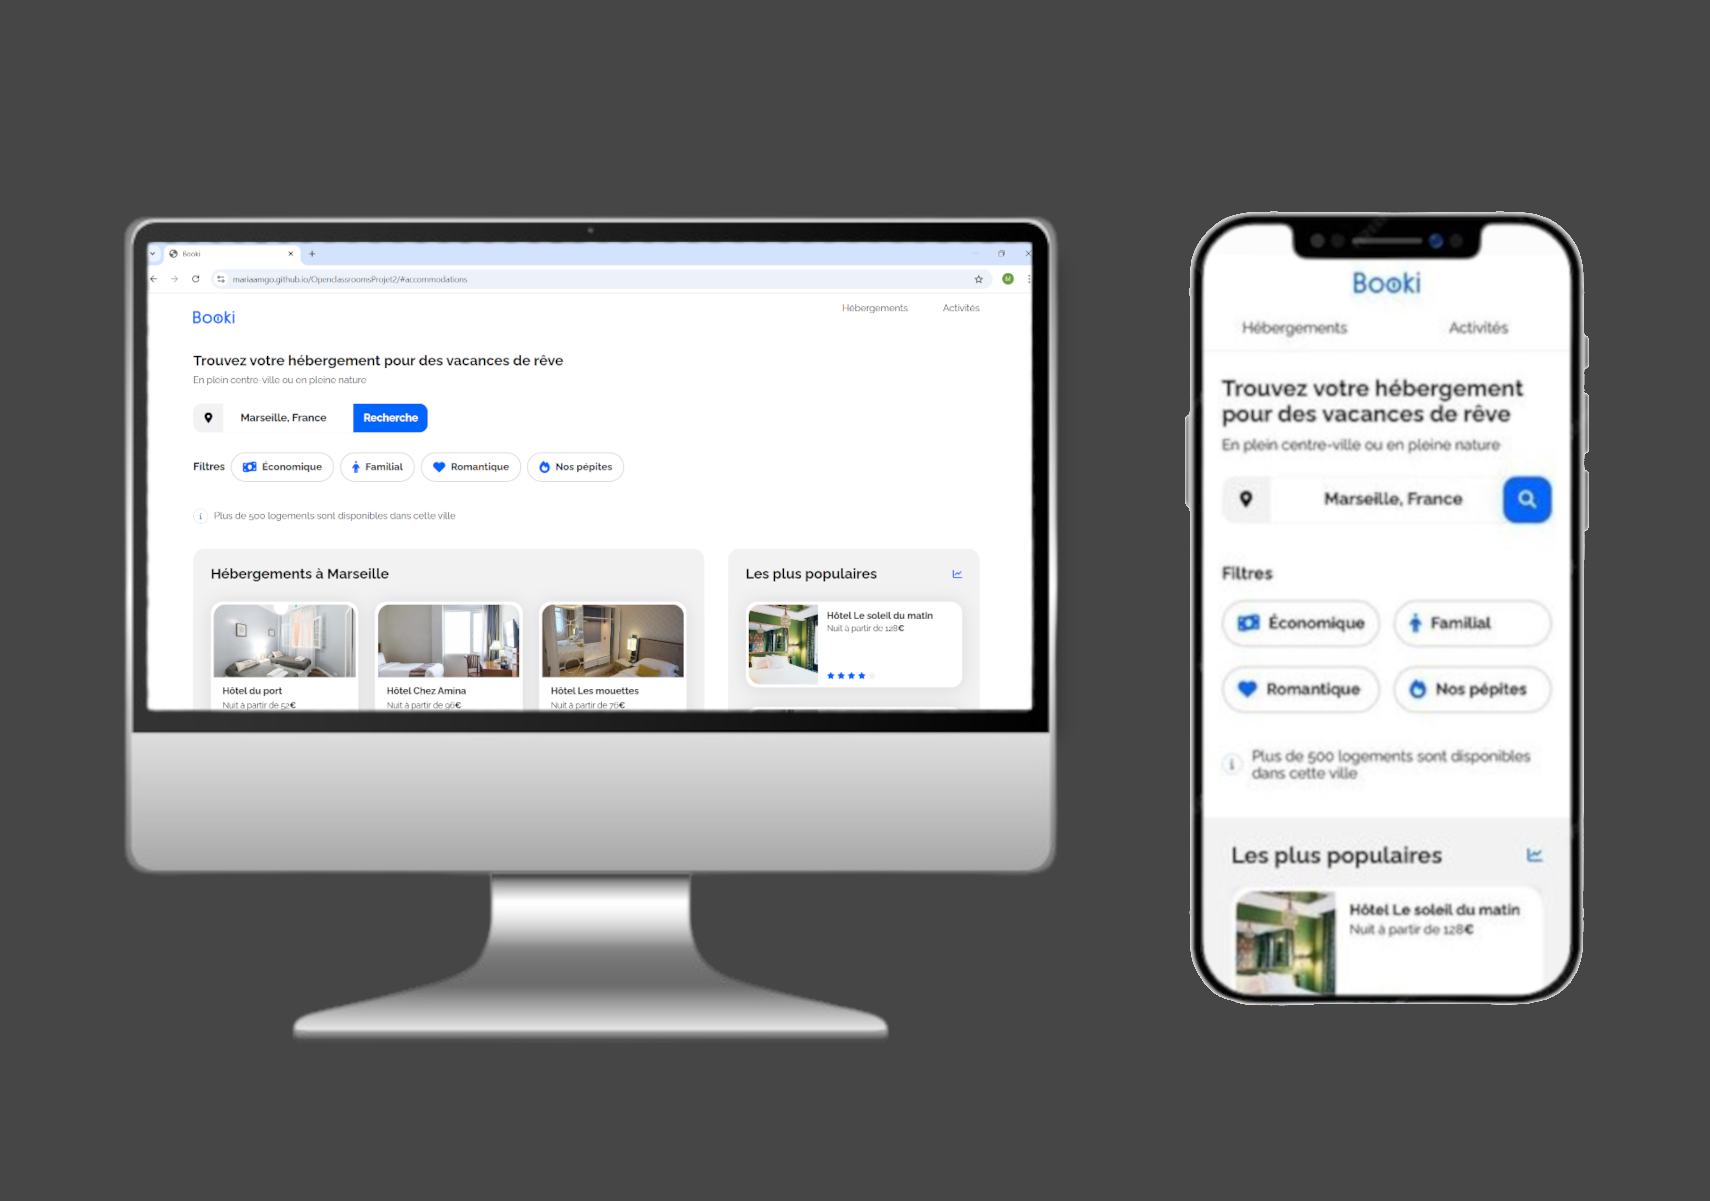 Booki
mariaamgo.github.io/OpenclassroomsProjet2/#accommodations
M
Booki
Hébergements Activités
Trouvez votre hébergement pour des vacances de rêve
En plein centre-ville ou en pleine nature
Marseille, France Recherche
Filtres Économique Familial Romantique Nos pépites
Plus de 500 logements sont disponibles dans cette ville
Hébergements à Marseille
Hôtel du port
Nuit à partir de 52€
Hôtel Chez Amina
Nuit à partir de 96€
Hôtel Les mouettes
Nuit à partir de 76€
Les plus populaires
Hôtel Le soleil du matin
Nuit à partir de 128€
Booki
Hébergements Activités
Trouvez votre hébergement
pour des vacances de rêve
En plein centre-ville ou en pleine nature
Marseille, France
Filtres
Économique Familial
Romantique Nos pépites
Plus de 500 logements sont disponibles
dans cette ville
Les plus populaires
Hôtel Le soleil du matin
Nuit à partir de 128€